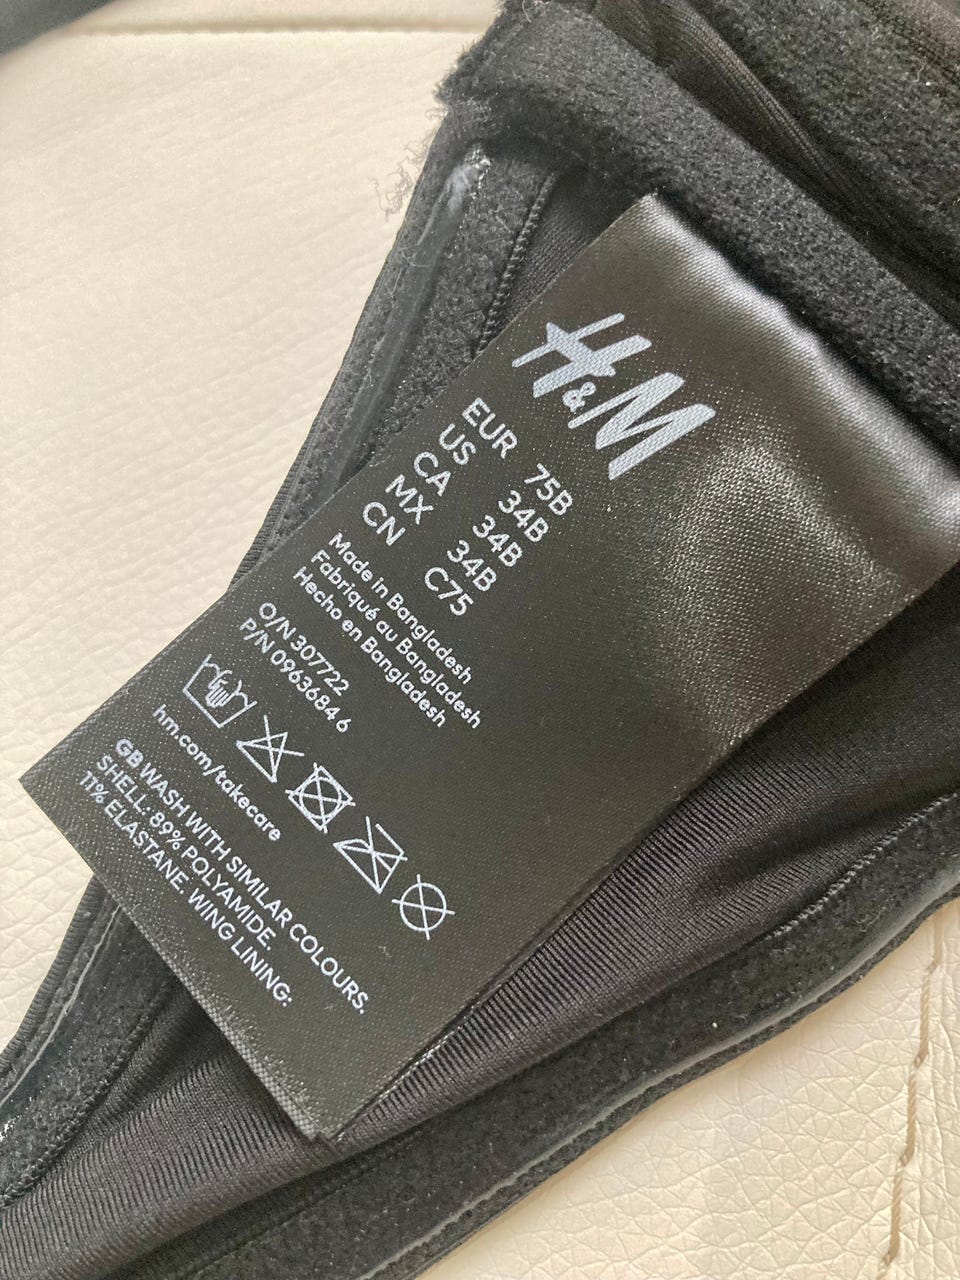 H&M
EUR 75B
US 34B
CA 34B
MX 34B
CN C75
Made in Bangladesh
Fabriqué au Bangladesh
Hecho en Bangladesh
O/N 307722
P/N 09636846
hm.com/takecare
GB WASH WITH SIMILAR COLOURS.
SHELL: 89% POLYAMIDE,
11% ELASTANE. WING LINING: